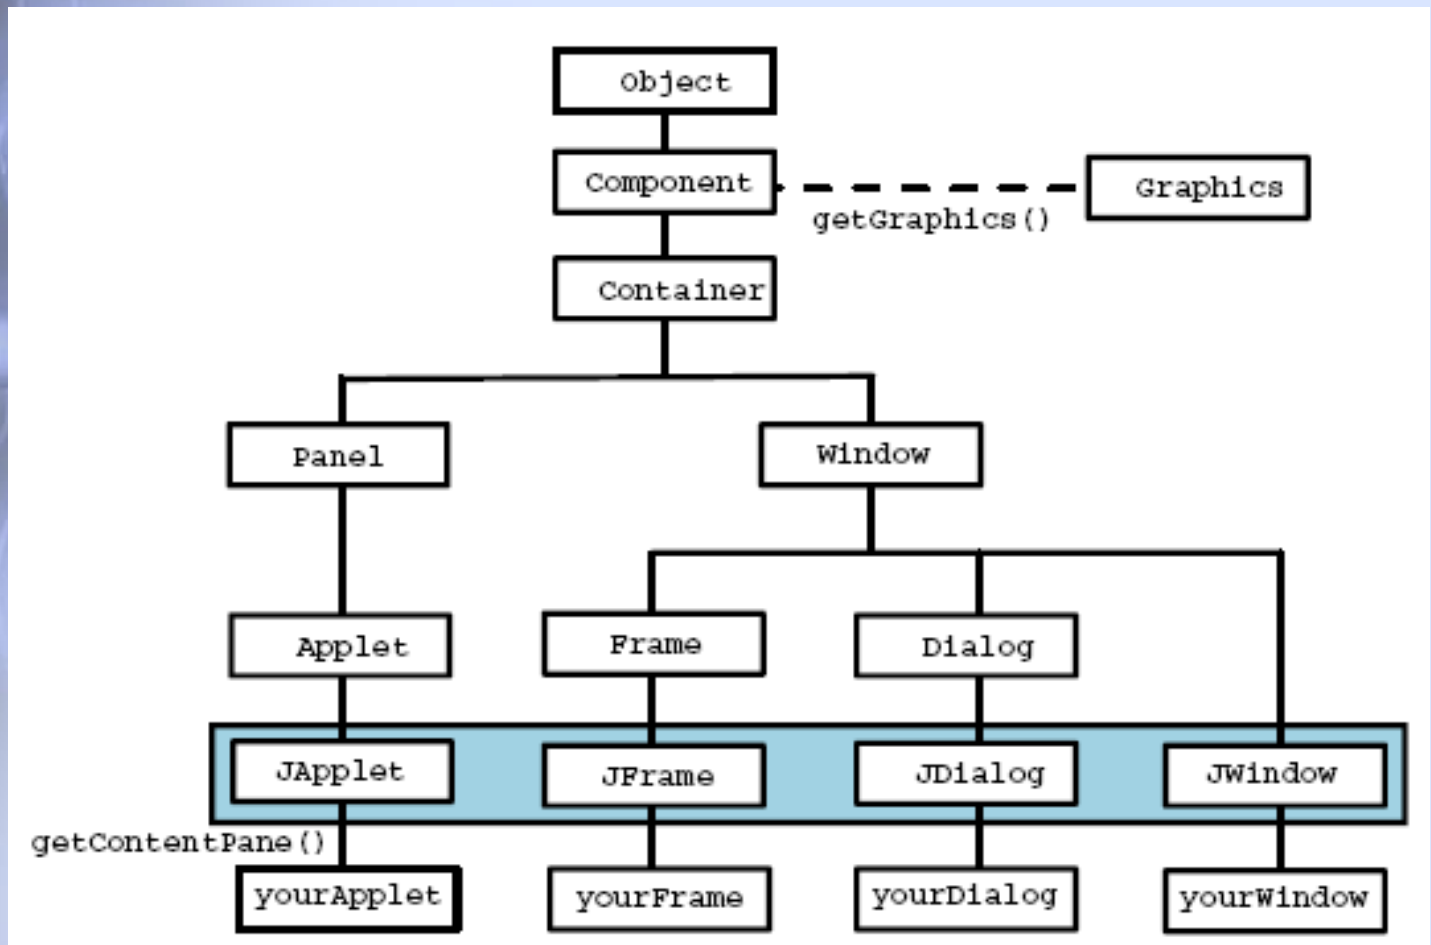 Object
Component
Graphics
getGraphics()
Container
Panel
Window
Applet
Frame
Dialog
JApplet
JFrame
JDialog
JWindow
getContentPane()
yourApplet
yourFrame
yourDialog
yourWindow